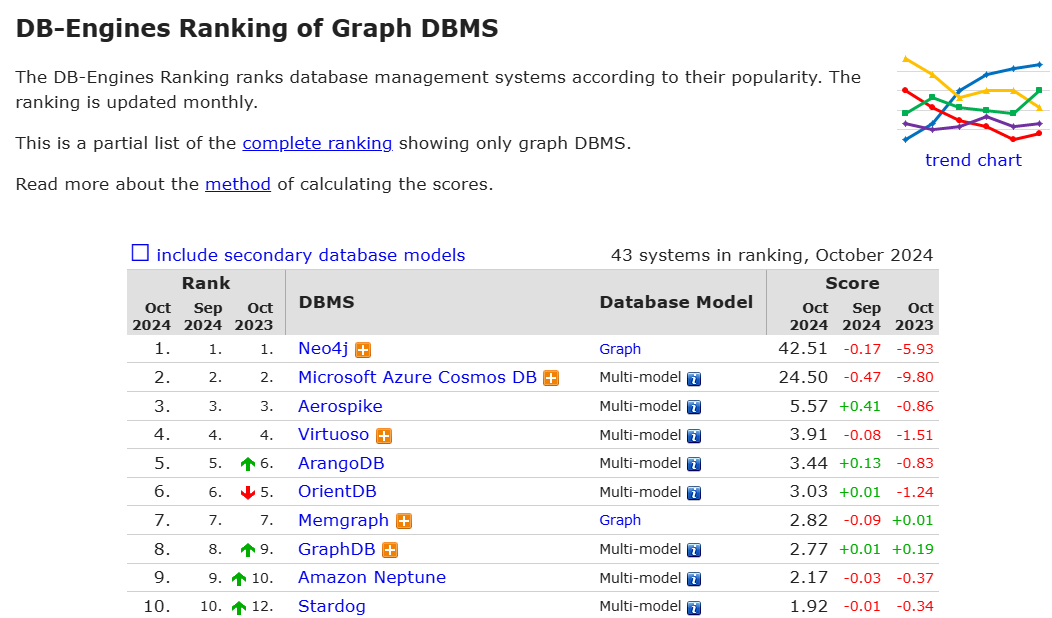 DB-Engines Ranking of Graph DBMS
The DB-Engines Ranking ranks database management systems according to their popularity. The
ranking is updated monthly.
This is a partial list of the complete ranking showing only graph DBMS.
Read more about the method of calculating the scores.
trend chart
include secondary database models 43 systems in ranking, October 2024
Rank DBMS Database Model Score
Oct Sep Oct Oct Sep Oct
2024 2024 2023 2024 2024 2023
1. 1. 1. Neo4j Graph 42.51 -0.17 -5.93
2. 2. 2. Microsoft Azure Cosmos DB Multi-model 24.50 -0.47 -9.80
3. 3. 3. Aerospike Multi-model 5.57 +0.41 -0.86
4. 4. 4. Virtuoso Multi-model 3.91 -0.08 -1.51
5. 5. 6. ArangoDB Multi-model 3.44 +0.13 -0.83
6. 6. 5. OrientDB Multi-model 3.03 +0.01 -1.24
7. 7. 7. Memgraph Graph 2.82 -0.09 +0.01
8. 8. 9. GraphDB Multi-model 2.77 +0.01 +0.19
9. 9. 10. Amazon Neptune Multi-model 2.17 -0.03 -0.37
10. 10. 12. Stardog Multi-model 1.92 -0.01 -0.34